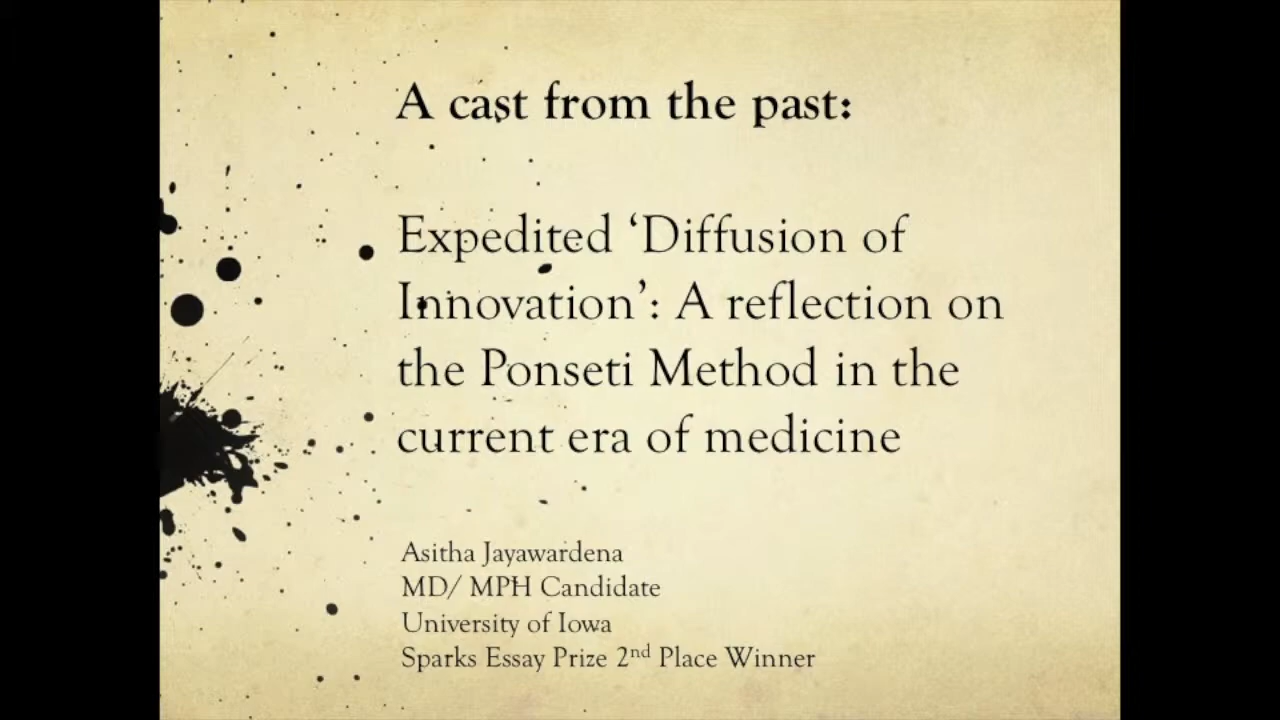 A cast from the past:
Expedited ‘Diffusion of
Innovation’: A reflection on
the Ponseti Method in the
current era of medicine
Asitha Jayawardena
MD/ MPH Candidate
University of Iowa
Sparks Essay Prize 2nd Place Winner